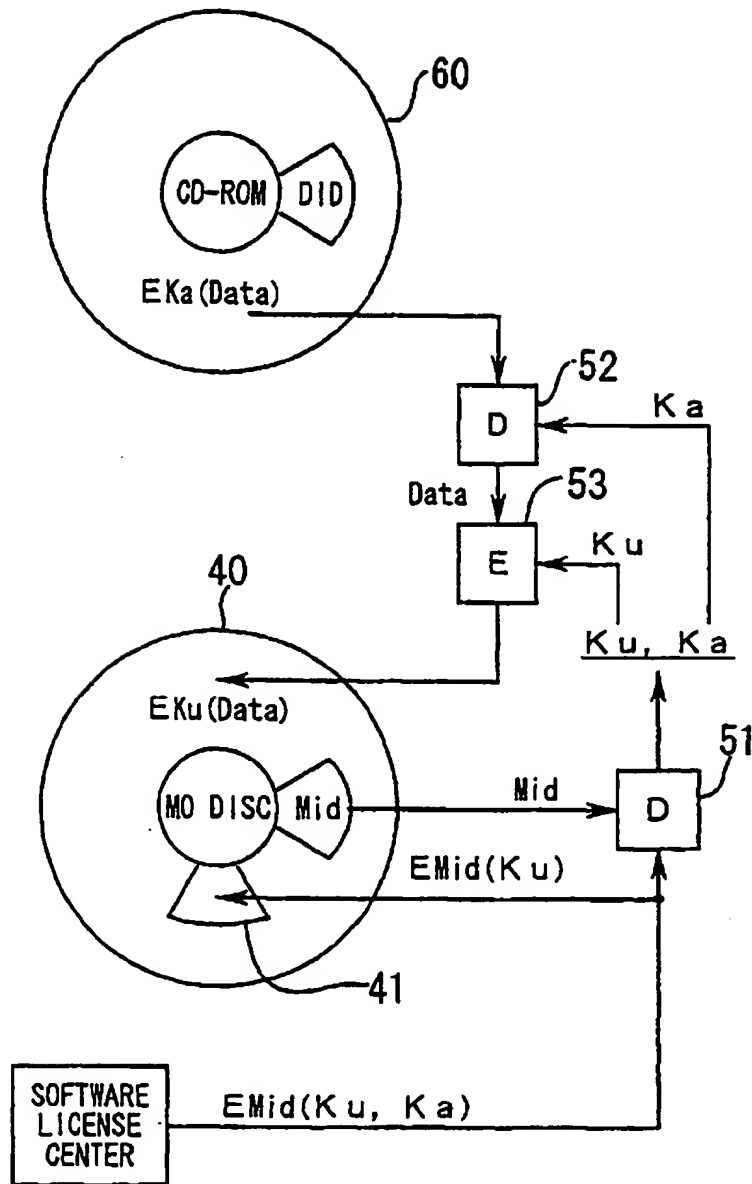 60
CD-ROM
DID
EKa(Data)
52
Ka
D
Data
53
Ku
E
40
Ku, Ka
EKu(Data)
51
MO DISC
Mid
Mid
D
EMid(Ku)
41
SOFTWARE
LICENSE
CENTER
EMid(Ku, Ka)